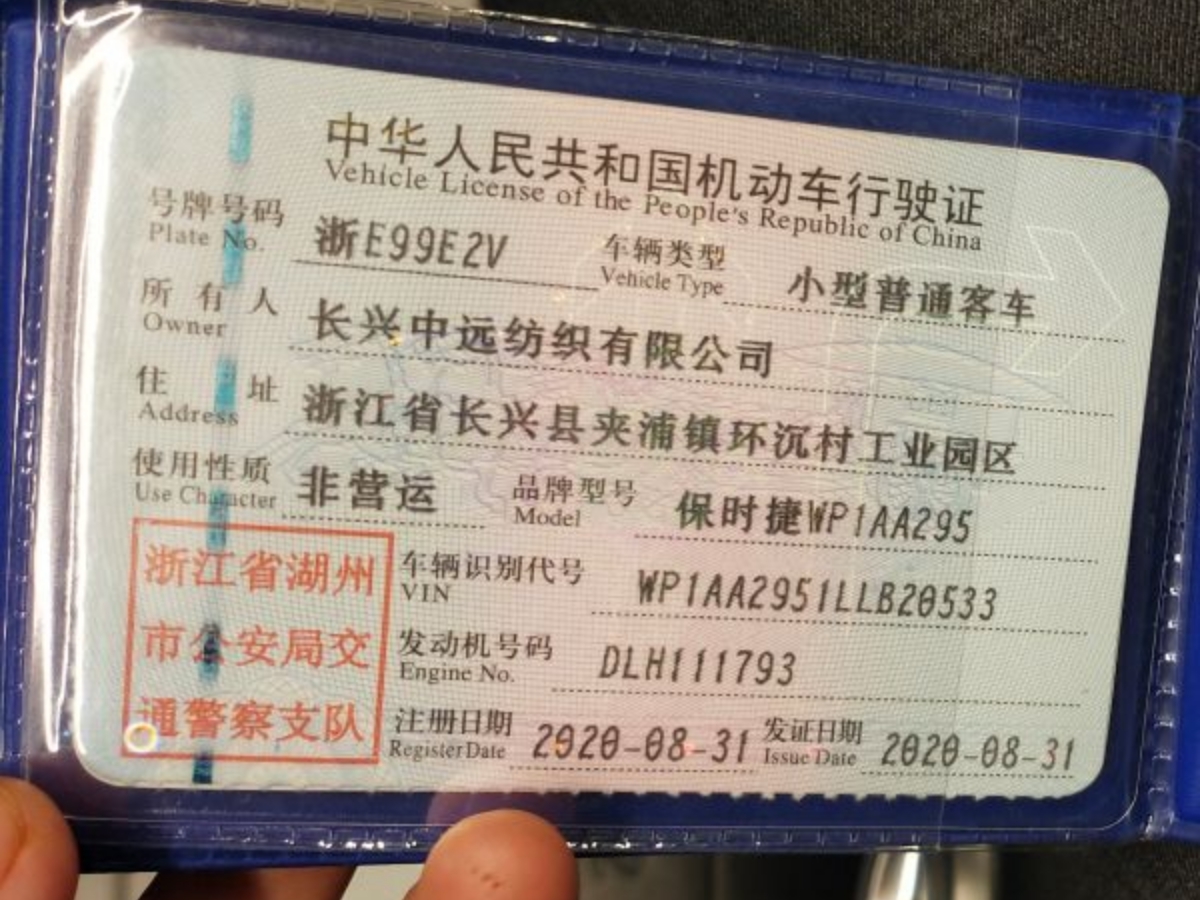 中华人民共和国机动车行驶证
Vehicle License of the People's Republic of China
号牌号码 浙E99E2V 车辆类型 小型普通客车
Plate No. Vehicle Type
所有人 长兴中远纺织有限公司
Owner
住址 浙江省长兴县夹浦镇环沉村工业园区
Address
使用性质 非营运 品牌型号 保时捷WP1AA295
Use Character Model
浙江省湖州
市公安局交
通警察支队
车辆识别代号 WP1AA2951LLB20533
VIN
发动机号码 DLH111793
Engine No.
注册日期 2020-08-31 发证日期 2020-08-31
Register Date Issue Date